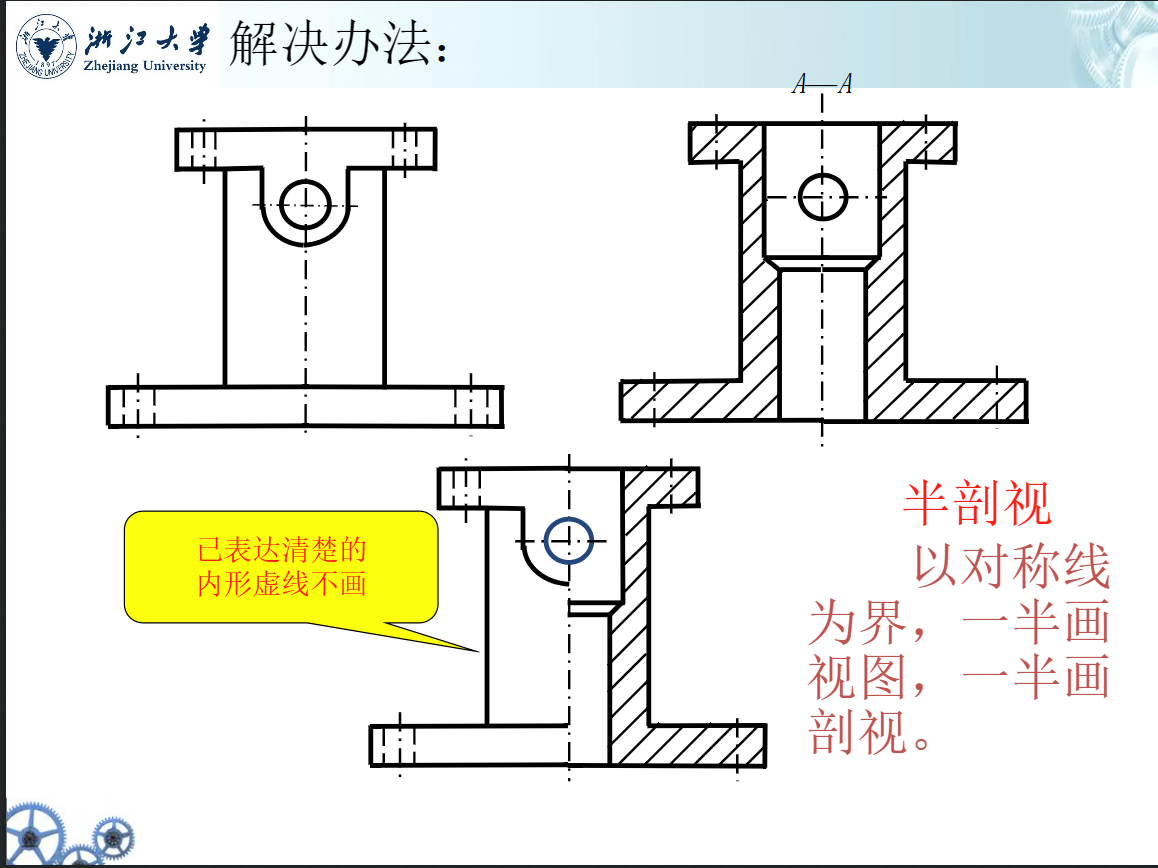 浙江大学
Zhejiang University
解决办法：
A—A
已表达清楚的
内形虚线不画
半剖视
以对称线
为界，一半画
视图，一半画
剖视。